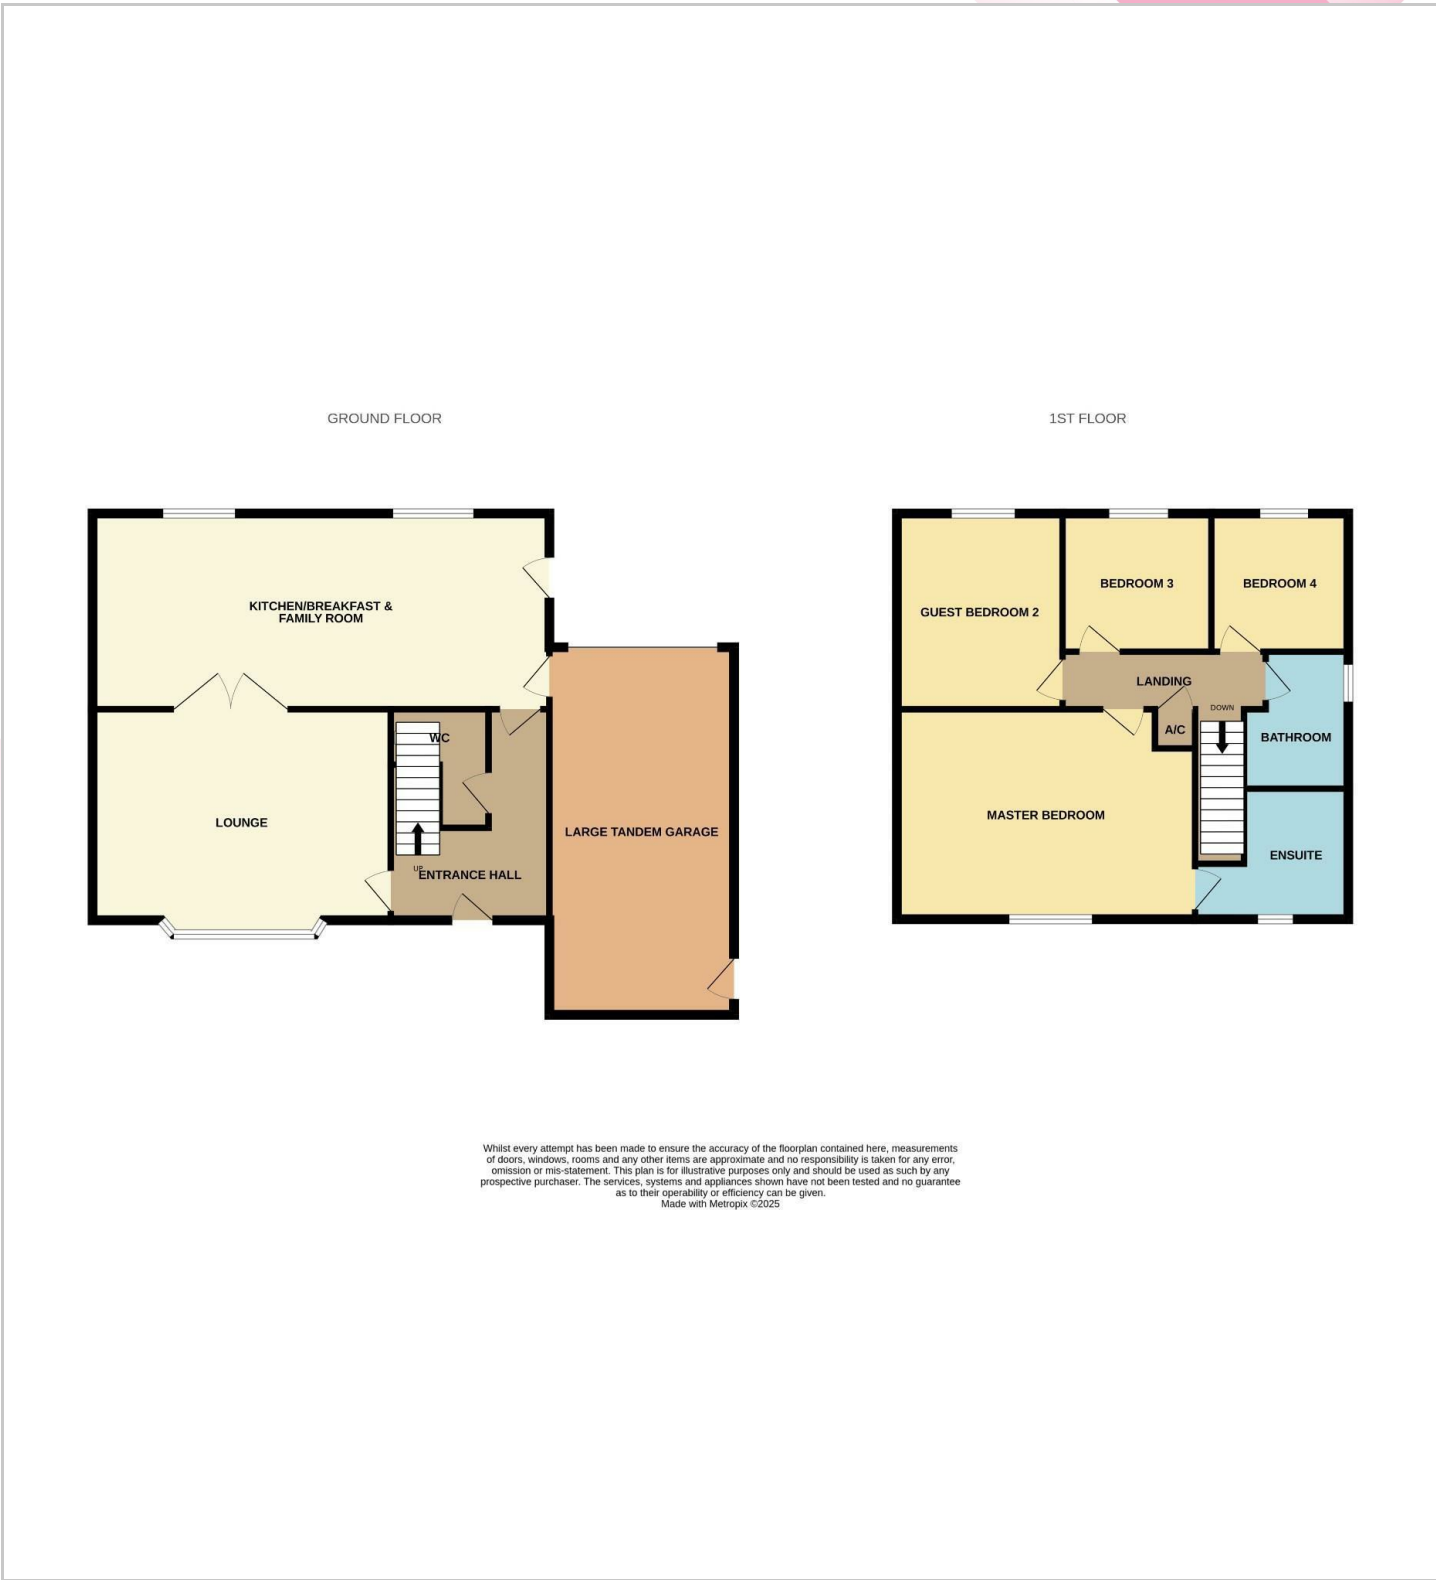 GROUND FLOOR
1ST FLOOR
KITCHEN/BREAKFAST &
FAMILY ROOM
WC
LOUNGE
UP
ENTRANCE HALL
LARGE TANDEM GARAGE
GUEST BEDROOM 2
BEDROOM 3
BEDROOM 4
LANDING
DOWN
A/C
BATHROOM
MASTER BEDROOM
ENSUITE
Whilst every attempt has been made to ensure the accuracy of the floorplan contained here, measurements
of doors, windows, rooms and any other items are approximate and no responsibility is taken for any error,
omission or mis-statement. This plan is for illustrative purposes only and should be used as such by any
prospective purchaser. The services, systems and appliances shown have not been tested and no guarantee
as to their operability or efficiency can be given.
Made with Metropix ©2025